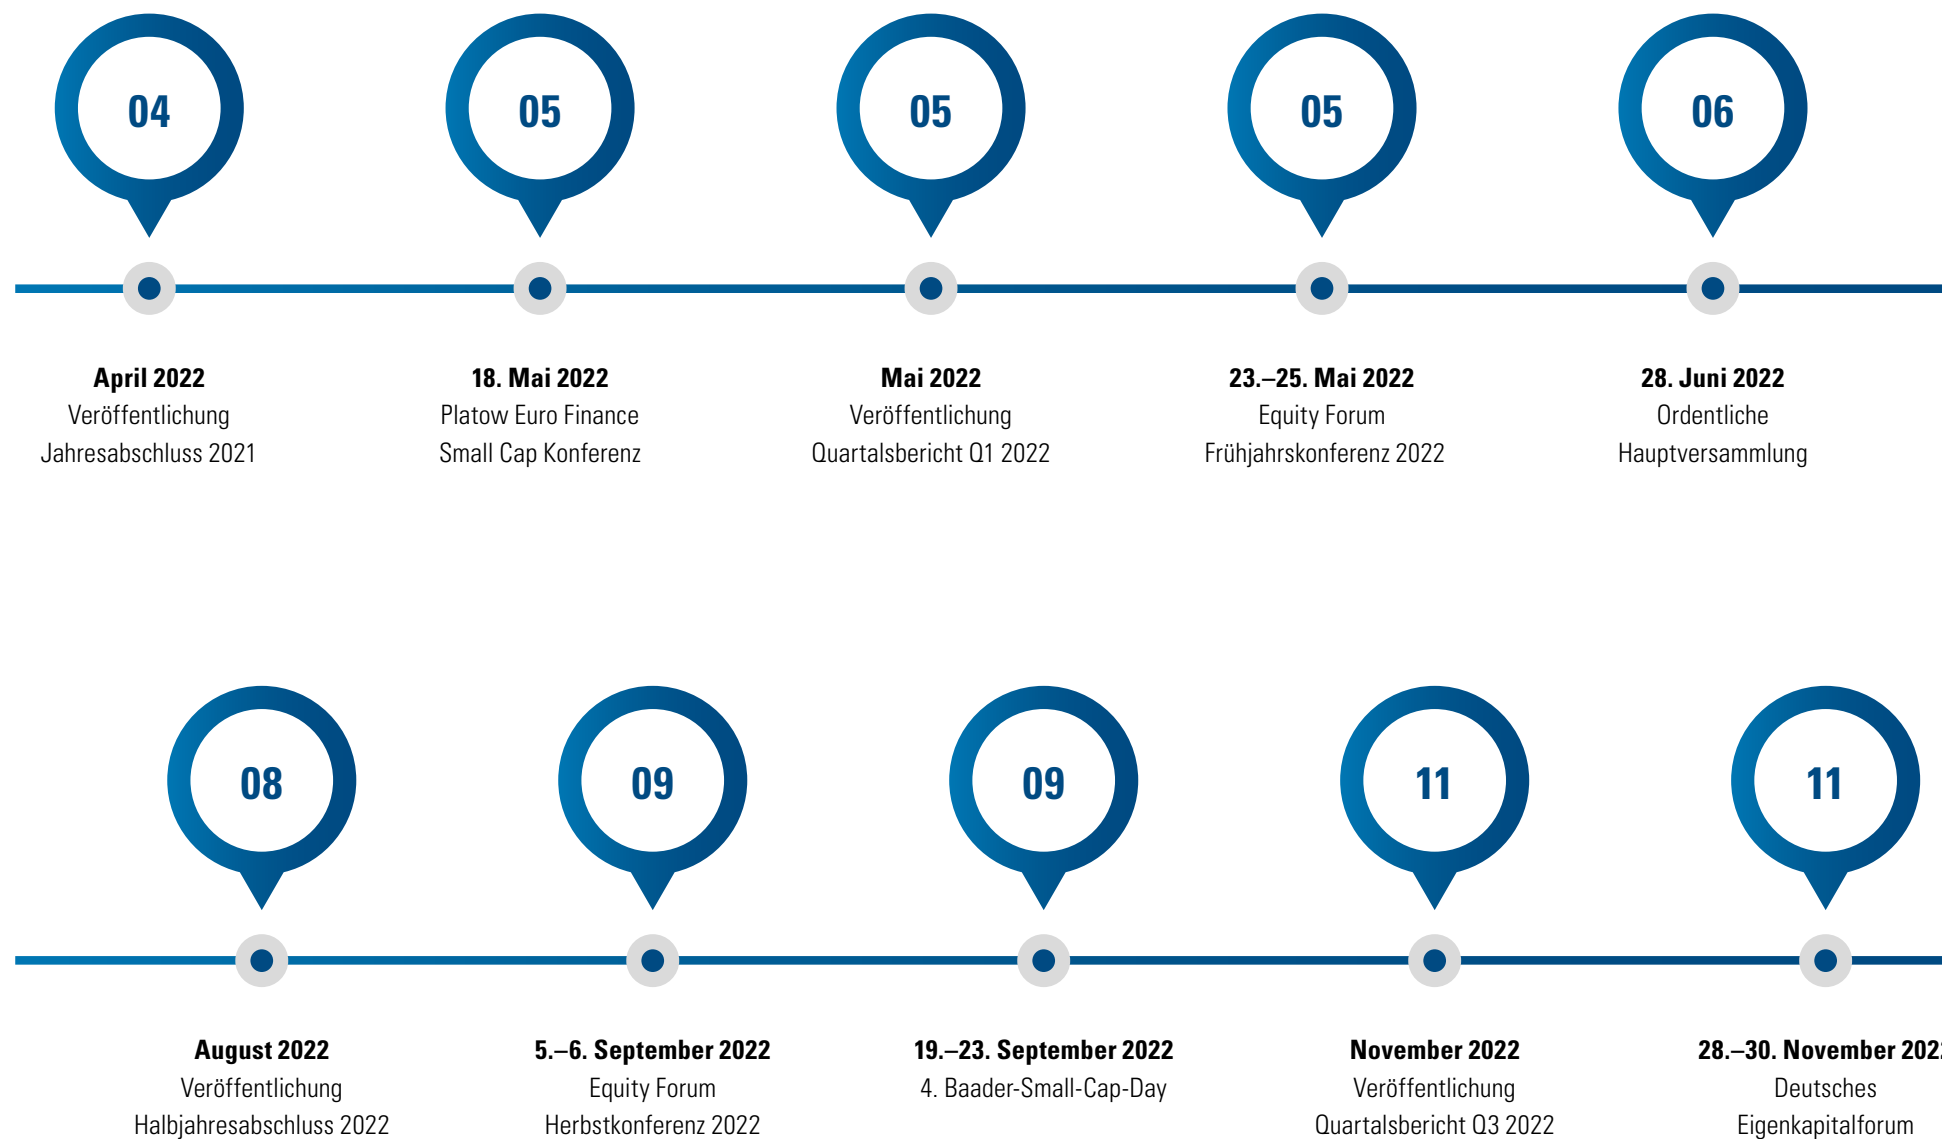 04
05
05
05
06
April 2022
Veröffentlichung
Jahresabschluss 2021
18. Mai 2022
Platow Euro Finance
Small Cap Konferenz
Mai 2022
Veröffentlichung
Quartalsbericht Q1 2022
23.–25. Mai 2022
Equity Forum
Frühjahrskonferenz 2022
28. Juni 2022
Ordentliche
Hauptversammlung
08
09
09
11
11
August 2022
Veröffentlichung
Halbjahresabschluss 2022
5.–6. September 2022
Equity Forum
Herbstkonferenz 2022
19.–23. September 2022
4. Baader-Small-Cap-Day
November 2022
Veröffentlichung
Quartalsbericht Q3 2022
28.–30. November 2022
Deutsches
Eigenkapitalforum